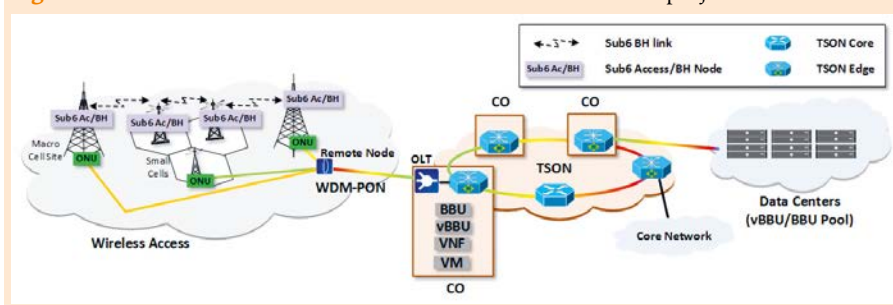 Sub6 BH link
TSON Core
Sub6 Ac/BH
Sub6 Access/BH Node
TSON Edge
Sub6 Ac/BH
Sub6 Ac/BH
Sub6 Ac/BH
Sub6 Ac/BH
Macro
Cell Site
ONU
Small
Cells
ONU
ONU
Remote Node
WDM-PON
Wireless Access
OLT
CO
CO
TSON
BBU
vBBU
VNF
VM
CO
Core Network
Data Centers
(vBBU/BBU Pool)